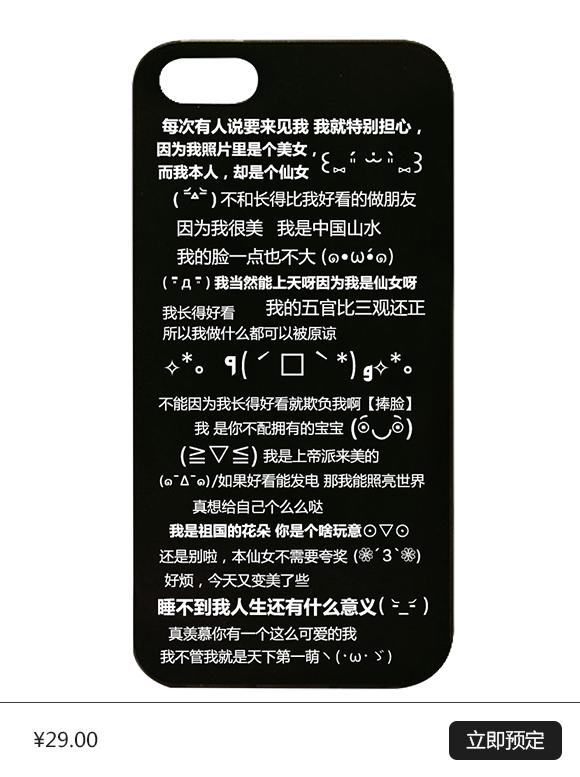 每次有人说要来见我 我就特别担心，
因为我照片里是个美女，
而我本人，却是个仙女 ꒰⑅ ᷇ ᷆ ⑅꒱
( ˘•ω•˘ ) 不和长得比我好看的做朋友
因为我很美 我是中国山水
我的脸一点也不大 (๑•ω•́๑)
( ･᷄д･᷅ ) 我当然能上天呀因为我是仙女呀
我长得好看 我的五官比三观还正
所以我做什么都可以被原谅
✧*｡ ٩(ˊ□ˋ*)و✧*｡
不能因为我长得好看就欺负我啊【捧脸】
我 是你不配拥有的宝宝 (๏̯͡๏)
(≧▽≦) 我是上帝派来美的
(๑¯Δ¯๑)/如果好看能发电 那我能照亮世界
真想给自己个么么哒
我是祖国的花朵 你是个啥玩意⊙▽⊙
还是别啦，本仙女不需要夸奖 (❀ˊ3ˋ❀)
好烦，今天又变美了些
睡不到我人生还有什么意义( ˘-_-˘ )
真羡慕你有一个这么可爱的我
我不管我就是天下第一萌丶(･ω･ゞ)
¥29.00
立即预定